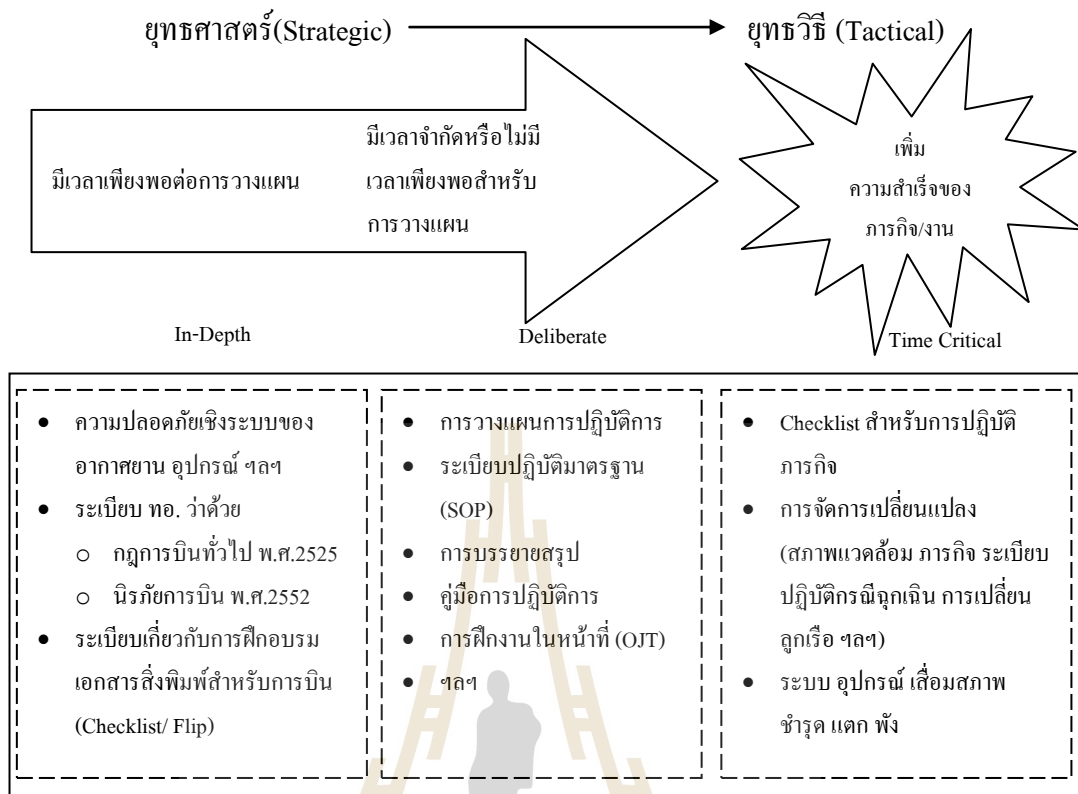 ยุทธศาสตร์(Strategic)
ยุทธวิธี (Tactical)
มีเวลาเพียงพอต่อการวางแผน
มีเวลาจำกัดหรือไม่มี
เวลาเพียงพอสำหรับ
การวางแผน
เพิ่ม
ความสำเร็จของ
ภารกิจ/งาน
In-Depth
Deliberate
Time Critical
• ความปลอดภัยเชิงระบบของ
อากาศยาน อุปกรณ์ ฯลฯ
• ระเบียบ ทอ. ว่าด้วย
o กฎการบินทั่วไป พ.ศ.2525
o นิรภัยการบิน พ.ศ.2552
• ระเบียบเกี่ยวกับการฝึกอบรม
เอกสารสิ่งพิมพ์สำหรับการบิน
(Checklist/ Flip)
• การวางแผนการปฏิบัติการ
• ระเบียบปฏิบัติมาตรฐาน
(SOP)
• การบรรยายสรุป
• คู่มือการปฏิบัติการ
• การฝึกงานในหน้าที่ (OJT)
• ฯลฯ
• Checklist สำหรับการปฏิบัติ
ภารกิจ
• การจัดการเปลี่ยนแปลง
(สภาพแวดล้อม ภารกิจ ระเบียบ
ปฏิบัติกรณีฉุกเฉิน การเปลี่ยน
ลูกเรือ ฯลฯ)
• ระบบ อุปกรณ์ เสื่อมสภาพ
ชำรุด แตก พัง